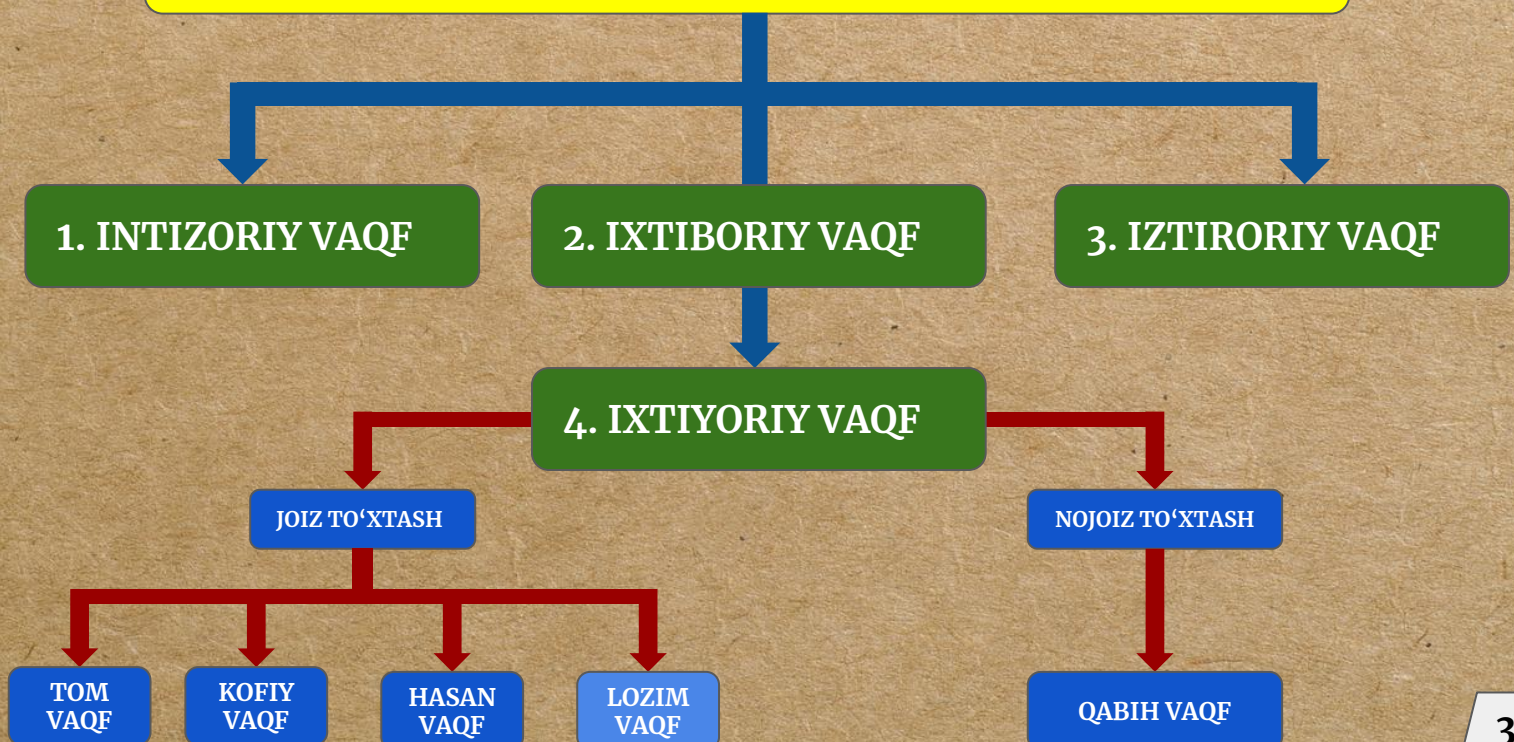 1. INTIZORIY VAQF
2. IXTIBORIY VAQF
3. IZTIRORIY VAQF
4. IXTIYORIY VAQF
JOIZ TO‘XTASH
NOJOIZ TO‘XTASH
TOM
VAQF
KOFIY
VAQF
HASAN
VAQF
LOZIM
VAQF
QABIH VAQF
3